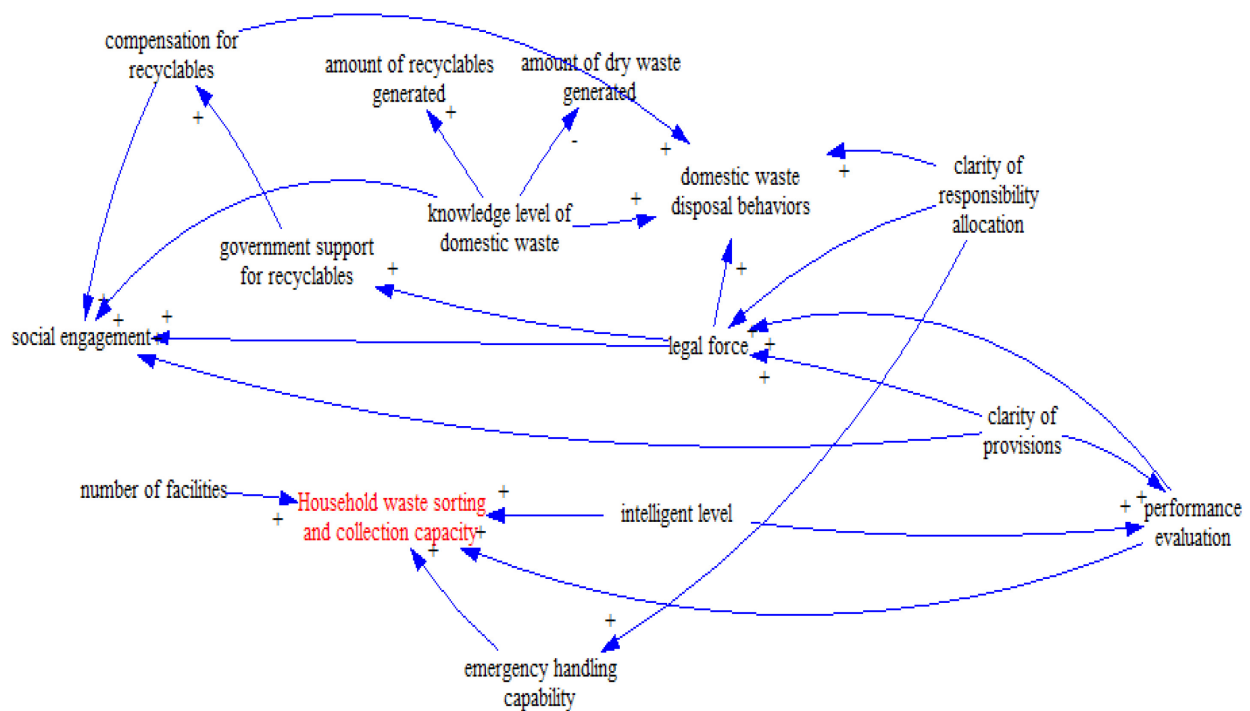 compensation for
recyclables
amount of recyclables
generated
amount of dry waste
generated
+
+
-
+
+
domestic waste
disposal behaviors
clarity of
responsibility
allocation
knowledge level of
domestic waste
+
government support
for recyclables
+
+
+
+
+
social engagement
+
legal force
+
+
+
clarity of
provisions
number of facilities
+
Household waste sorting
and collection capacity
+
+
+
intelligent level
+
+
performance
evaluation
+
emergency handling
capability